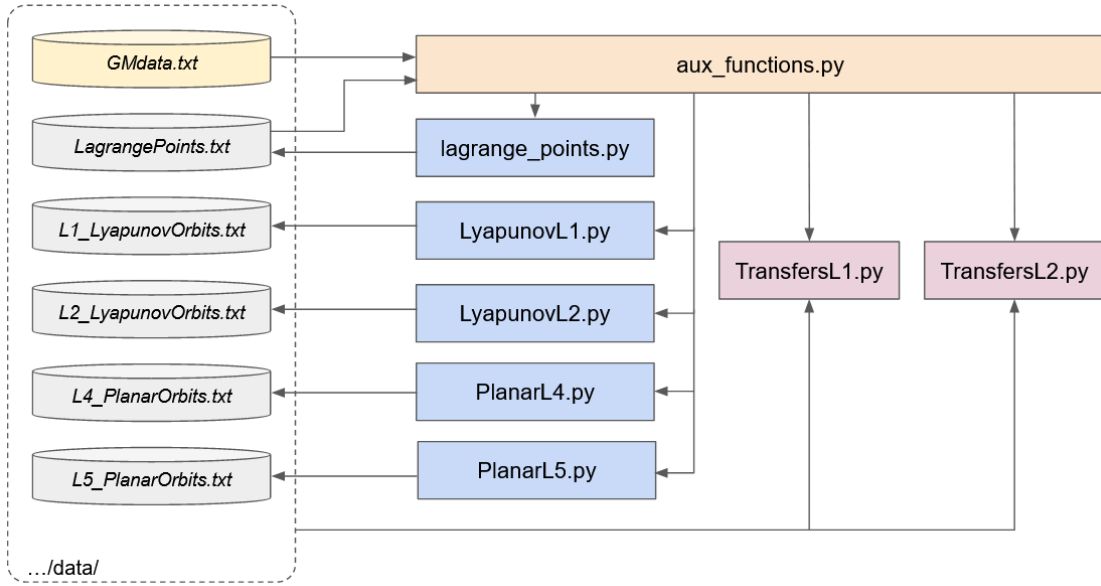 GMdata.txt
aux_functions.py
LagrangePoints.txt
lagrange_points.py
L1_LyapunovOrbits.txt
LyapunovL1.py
TransfersL1.py
TransfersL2.py
L2_LyapunovOrbits.txt
LyapunovL2.py
L4_PlanarOrbits.txt
PlanarL4.py
L5_PlanarOrbits.txt
PlanarL5.py
…/data/